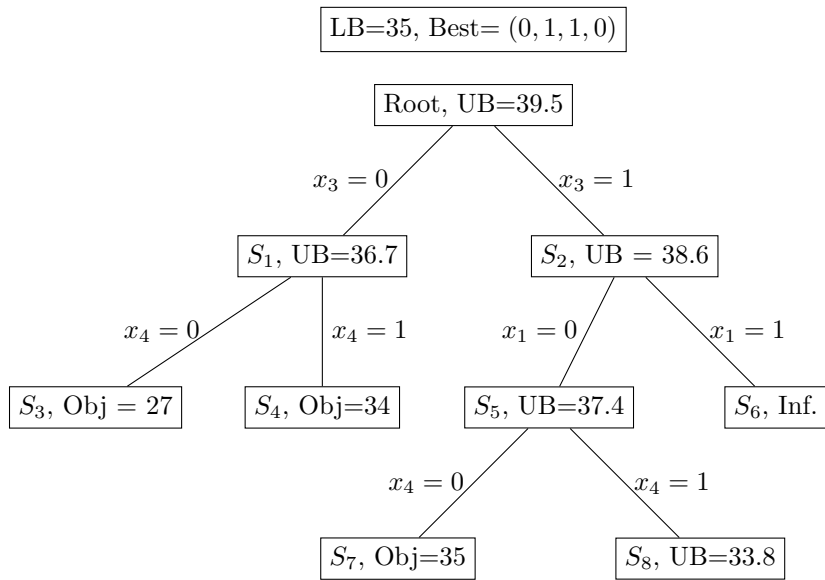 LB=35, Best= (0, 1, 1, 0)
Root, UB=39.5
x₃ = 0
x₃ = 1
S₁, UB=36.7
S₂, UB = 38.6
x₄ = 0
x₄ = 1
x₁ = 0
x₁ = 1
S₃, Obj = 27
S₄, Obj=34
S₅, UB=37.4
S₆, Inf.
x₄ = 0
x₄ = 1
S₇, Obj=35
S₈, UB=33.8